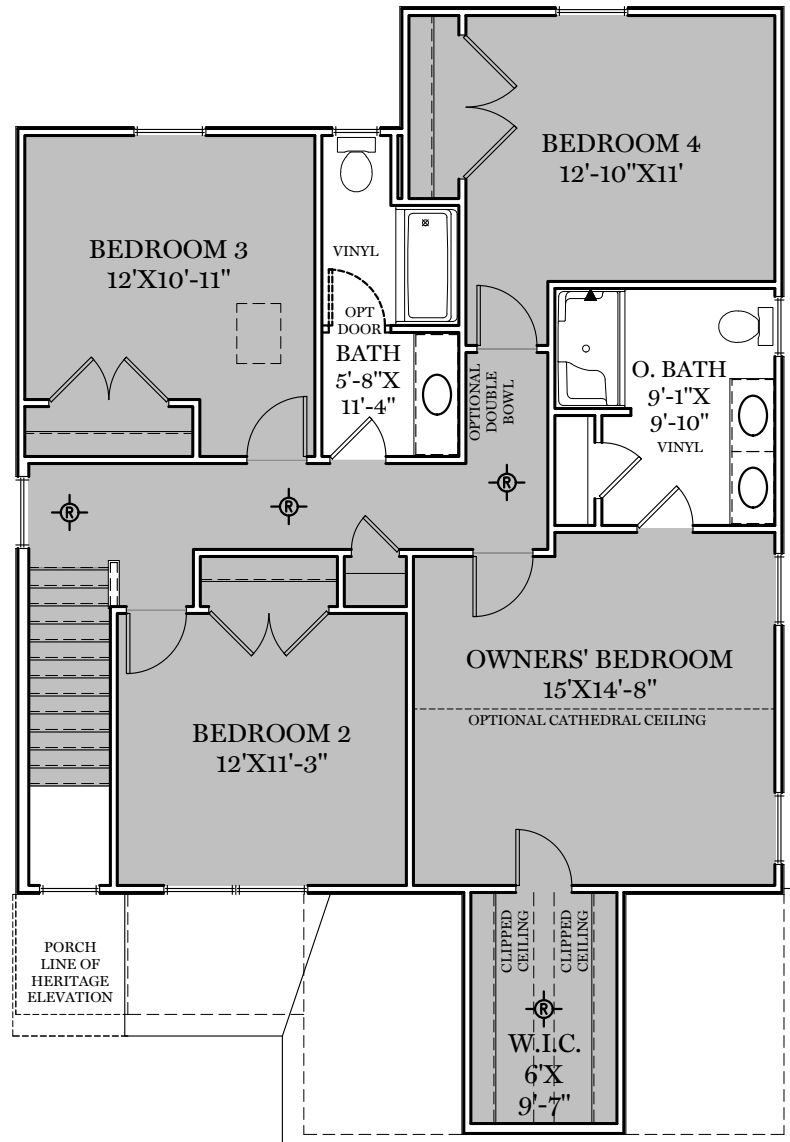 BEDROOM 4
12'-10"X11'
BEDROOM 3
12'X10'-11"
VINYL
OPT
DOOR
BATH
5'-8"X
11'-4"
OPTIONAL
DOUBLE
BOWL
O. BATH
9'-1"X
9'-10"
VINYL
R
R
R
OWNERS' BEDROOM
15'X14'-8"
OPTIONAL CATHEDRAL CEILING
BEDROOM 2
12'X11'-3"
PORCH
LINE OF
HERITAGE
ELEVATION
CLIPPED
CEILING
CLIPPED
CEILING
R
W.I.C.
6'X
9'-7"